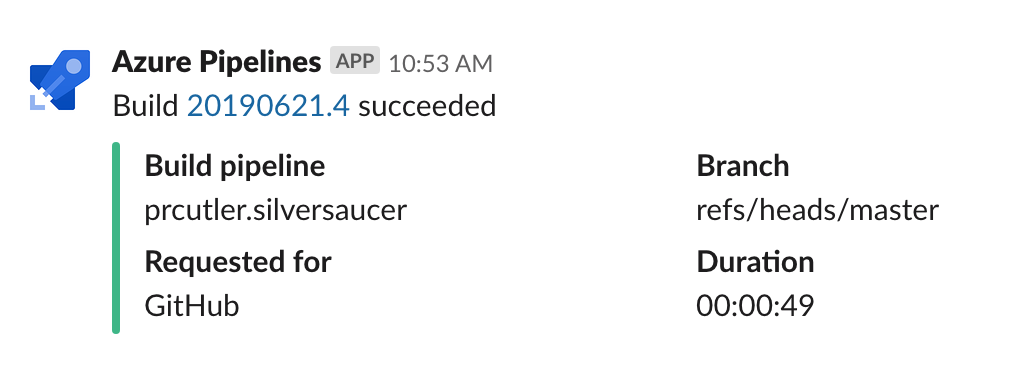 Azure Pipelines APP 10:53 AM
Build 20190621.4 succeeded
Build pipeline Branch
prcutler.silversaucer refs/heads/master
Requested for Duration
GitHub 00:00:49